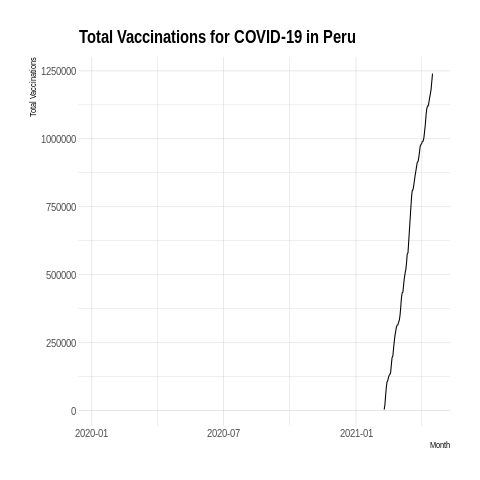 Total Vaccinations for COVID-19 in Peru
Total Vaccinations
1250000
1000000
750000
500000
250000
0
2020-01 2020-07 2021-01
Month